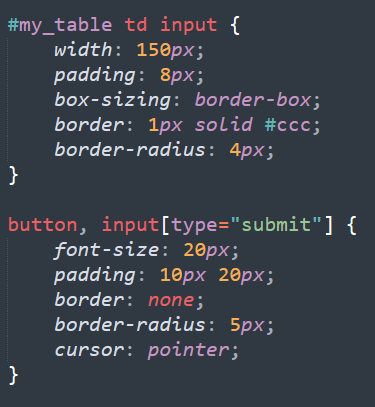 #my_table td input {
    width: 150px;
    padding: 8px;
    box-sizing: border-box;
    border: 1px solid #ccc;
    border-radius: 4px;
}

button, input[type="submit"] {
    font-size: 20px;
    padding: 10px 20px;
    border: none;
    border-radius: 5px;
    cursor: pointer;
}